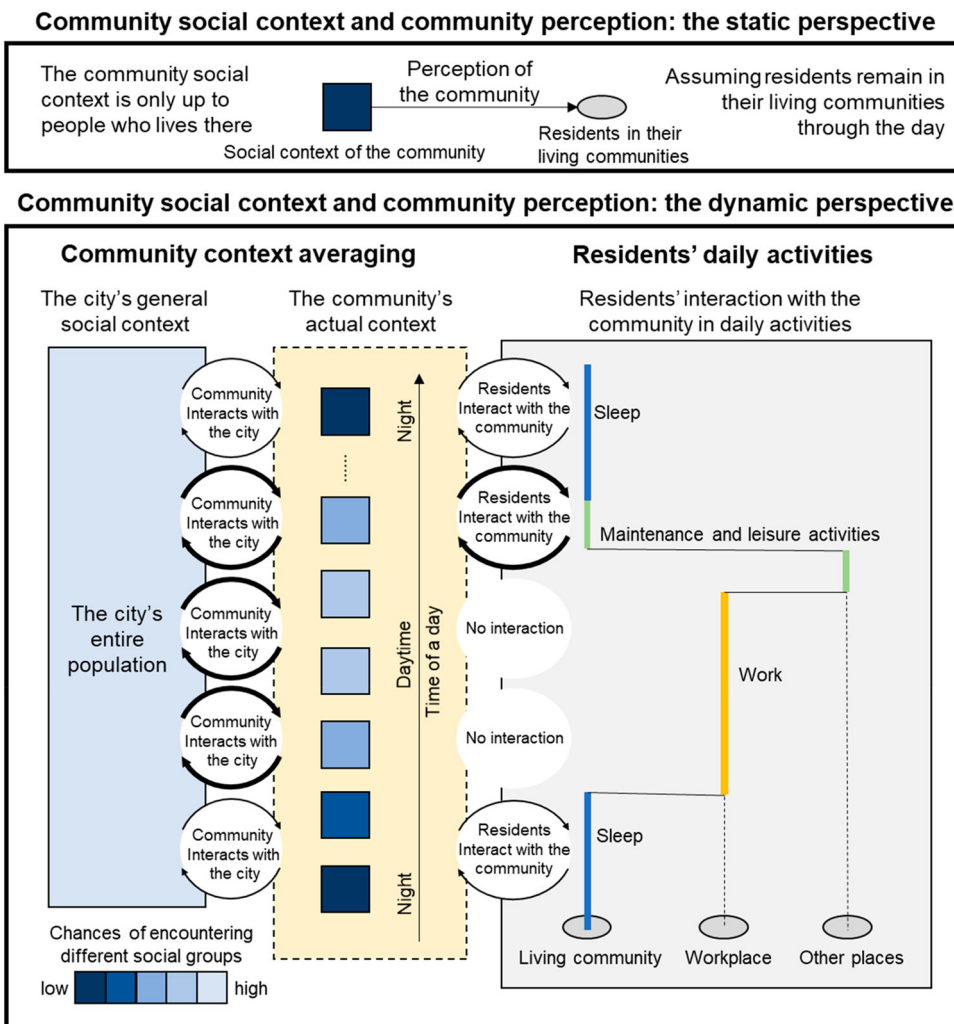 Community social context and community perception: the static perspective
The community social
context is only up to
people who lives there
Perception of
the community
Social context of the community
Residents in their
living communities
Assuming residents remain in
their living communities
through the day
Community social context and community perception: the dynamic perspective
Community context averaging
Residents' daily activities
The city's general
social context
The community's
actual context
Residents' interaction with the
community in daily activities
Community
Interacts with
the city
Community
Interacts with
the city
Community
Interacts with
the city
Community
Interacts with
the city
Community
Interacts with
the city
The city's
entire
population
Night
Daytime
Night
Time of a day
Residents
Interact with the
community
Residents
Interact with the
community
No interaction
No interaction
Residents
Interact with the
community
Sleep
Maintenance and leisure activities
Work
Sleep
Living community
Workplace
Other places
Chances of encountering
different social groups
low
high